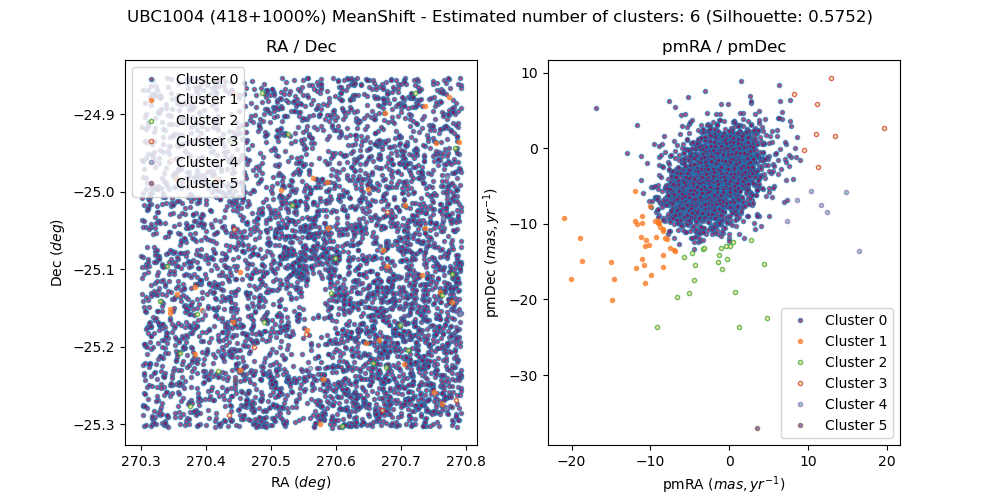 UBC1004 (418+1000%) MeanShift - Estimated number of clusters: 6 (Silhouette: 0.5752)
RA / Dec
Cluster 0
Cluster 1
Cluster 2
Cluster 3
Cluster 4
Cluster 5
−24.9
−25.0
−25.1
−25.2
−25.3
Dec (deg)
270.3 270.4 270.5 270.6 270.7 270.8
RA (deg)
pmRA / pmDec
10
0
−10
−20
−30
pmDec (mas, yr⁻¹)
Cluster 0
Cluster 1
Cluster 2
Cluster 3
Cluster 4
Cluster 5
−20 −10 0 10 20
pmRA (mas, yr⁻¹)